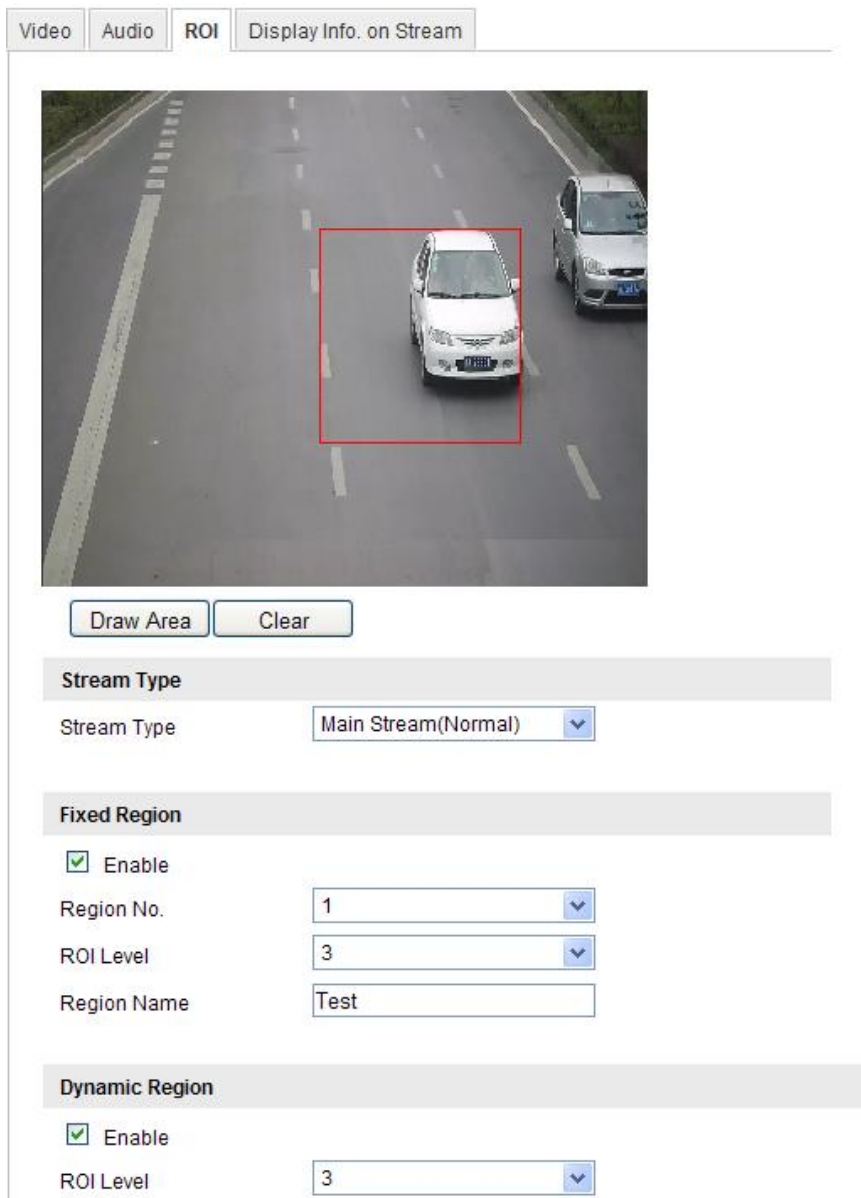 Video Audio ROI Display Info. on Stream
Draw Area Clear
Stream Type
Stream Type Main Stream(Normal)
Fixed Region
Enable
Region No. 1
ROI Level 3
Region Name Test
Dynamic Region
Enable
ROI Level 3